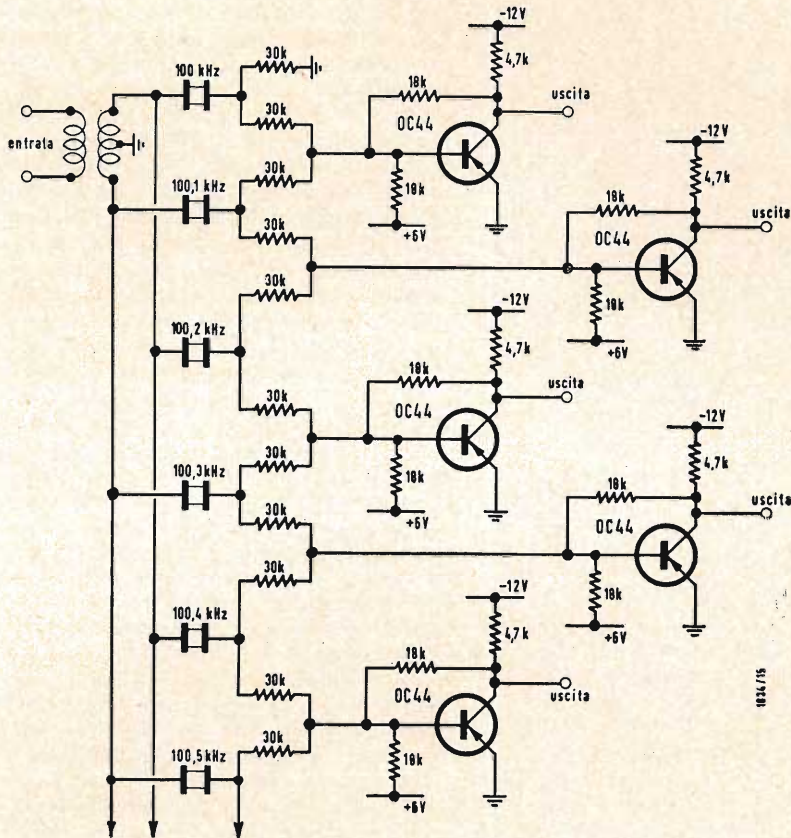 -12V
30k
4,7k
100 kHz
18k
uscita
30k
OC44
entrata
-12V
30k
4,7k
100,1 kHz
18k
18k
uscita
+6V
30k
OC44
30k
18k
-12V
+6V
100,2 kHz
4,7k
18k
uscita
30k
OC44
-12V
30k
4,7k
100,3 kHz
18k
18k
uscita
+6V
30k
OC44
30k
18k
-12V
100,4 kHz
4,7k
+6V
18k
30k
OC44
uscita
30k
18k
100,5 kHz
+6V
1834/15